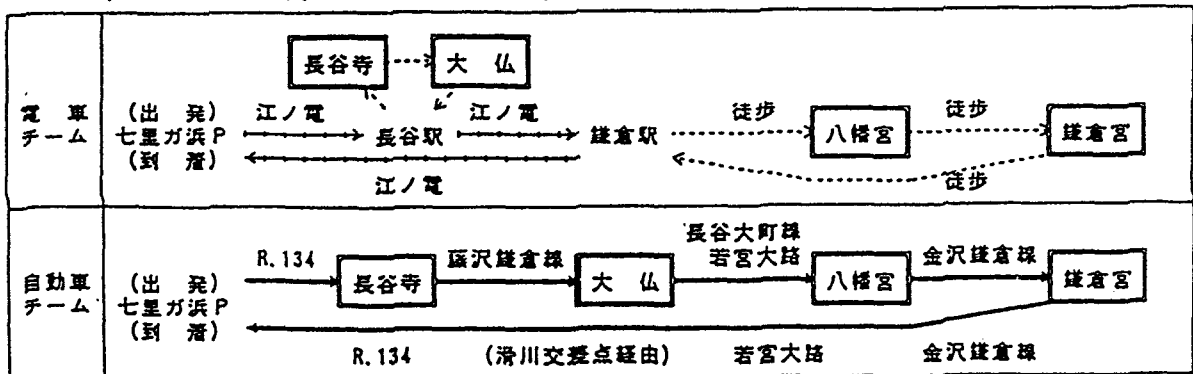 長谷寺 大仏
電車 (出発) 江ノ電 江ノ電 徒歩 徒歩
チーム 七里ガ浜P 長谷駅 鎌倉駅 八幡宮 鎌倉宮
(到着)
江ノ電 徒歩
長谷大町線
R.134 藤沢鎌倉線 若宮大路 金沢鎌倉線
自動車 (出発) 長谷寺 大仏 八幡宮 鎌倉宮
チーム 七里ガ浜P
(到着)
R.134 (滑川交差点経由) 若宮大路 金沢鎌倉線